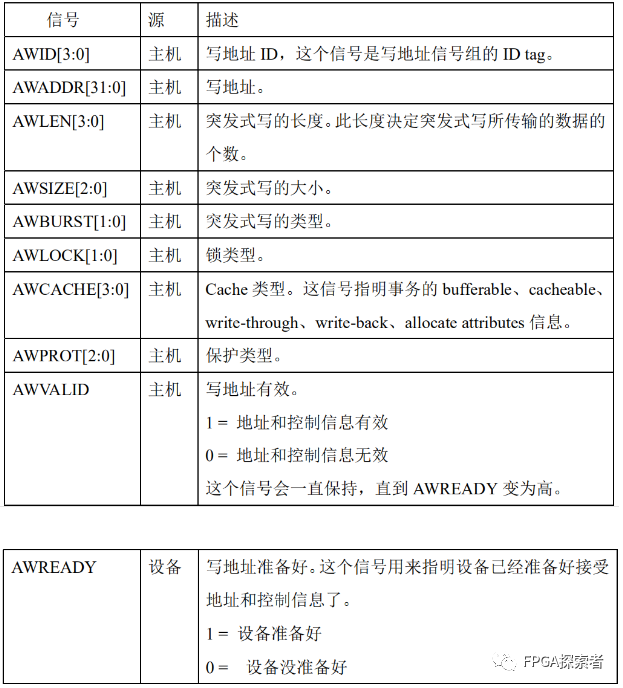 信号 源 描述
AWID[3:0] 主机 写地址 ID，这个信号是写地址信号组的 ID tag。
AWADDR[31:0] 主机 写地址。
AWLEN[3:0] 主机 突发式写的长度。此长度决定突发式写所传输的数据的
个数。
AWSIZE[2:0] 主机 突发式写的大小。
AWBURST[1:0] 主机 突发式写的类型。
AWLOCK[1:0] 主机 锁类型。
AWCACHE[3:0] 主机 Cache 类型。这信号指明事务的 bufferable、cacheable、
write-through、write-back、allocate attributes 信息。
AWPROT[2:0] 主机 保护类型。
AWVALID 主机 写地址有效。
1 = 地址和控制信息有效
0 = 地址和控制信息无效
这个信号会一直保持，直到 AWREADY 变为高。
AWREADY 设备 写地址准备好。这个信号用来指明设备已经准备好接受
地址和控制信息了。
1 = 设备准备好
0 = 设备没准备好
FPGA探索者